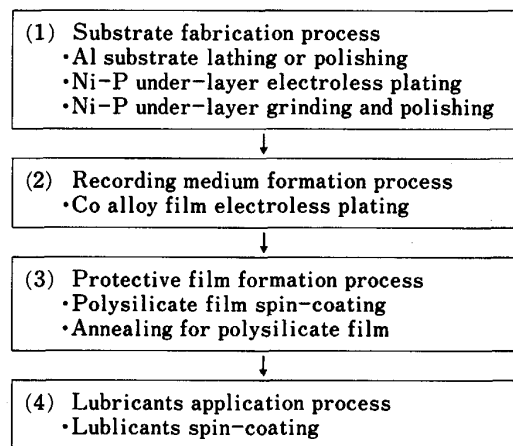 (1) Substrate fabrication process
・Al substrate lathing or polishing
・Ni-P under-layer electroless plating
・Ni-P under-layer grinding and polishing
(2) Recording medium formation process
・Co alloy film electroless plating
(3) Protective film formation process
・Polysilicate film spin-coating
・Annealing for polysilicate film
(4) Lubricants application process
・Lublicants spin-coating